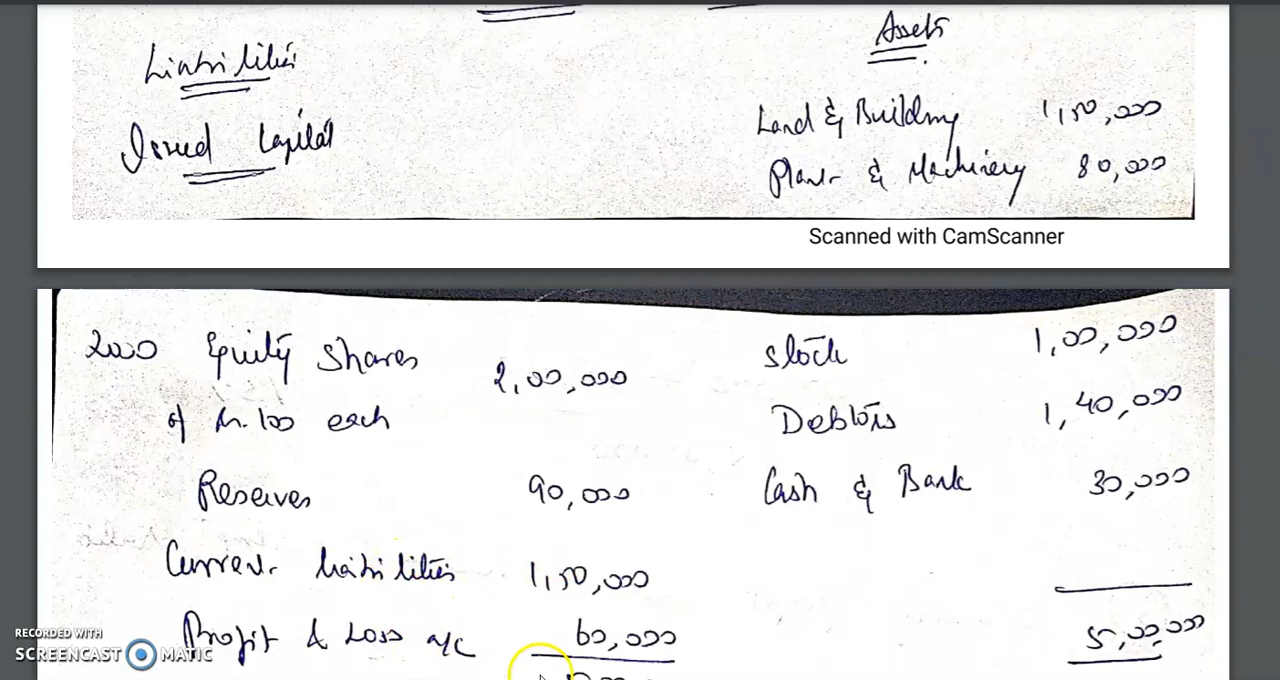 Assets
Liabilities
Land & Building 1,50,000
Issued Capital
Plant & Machinery 80,000
Scanned with CamScanner
2000 Equity Shares 2,00,000 Stock 1,00,000
of Rs. 100 each Debtors 1,40,000
Reserves 90,000 Cash & Bank 30,000
Current liabilities 1,50,000
Profit & Loss a/c 60,000 5,00,000
RECORDED WITH
SCREENCAST MATIC